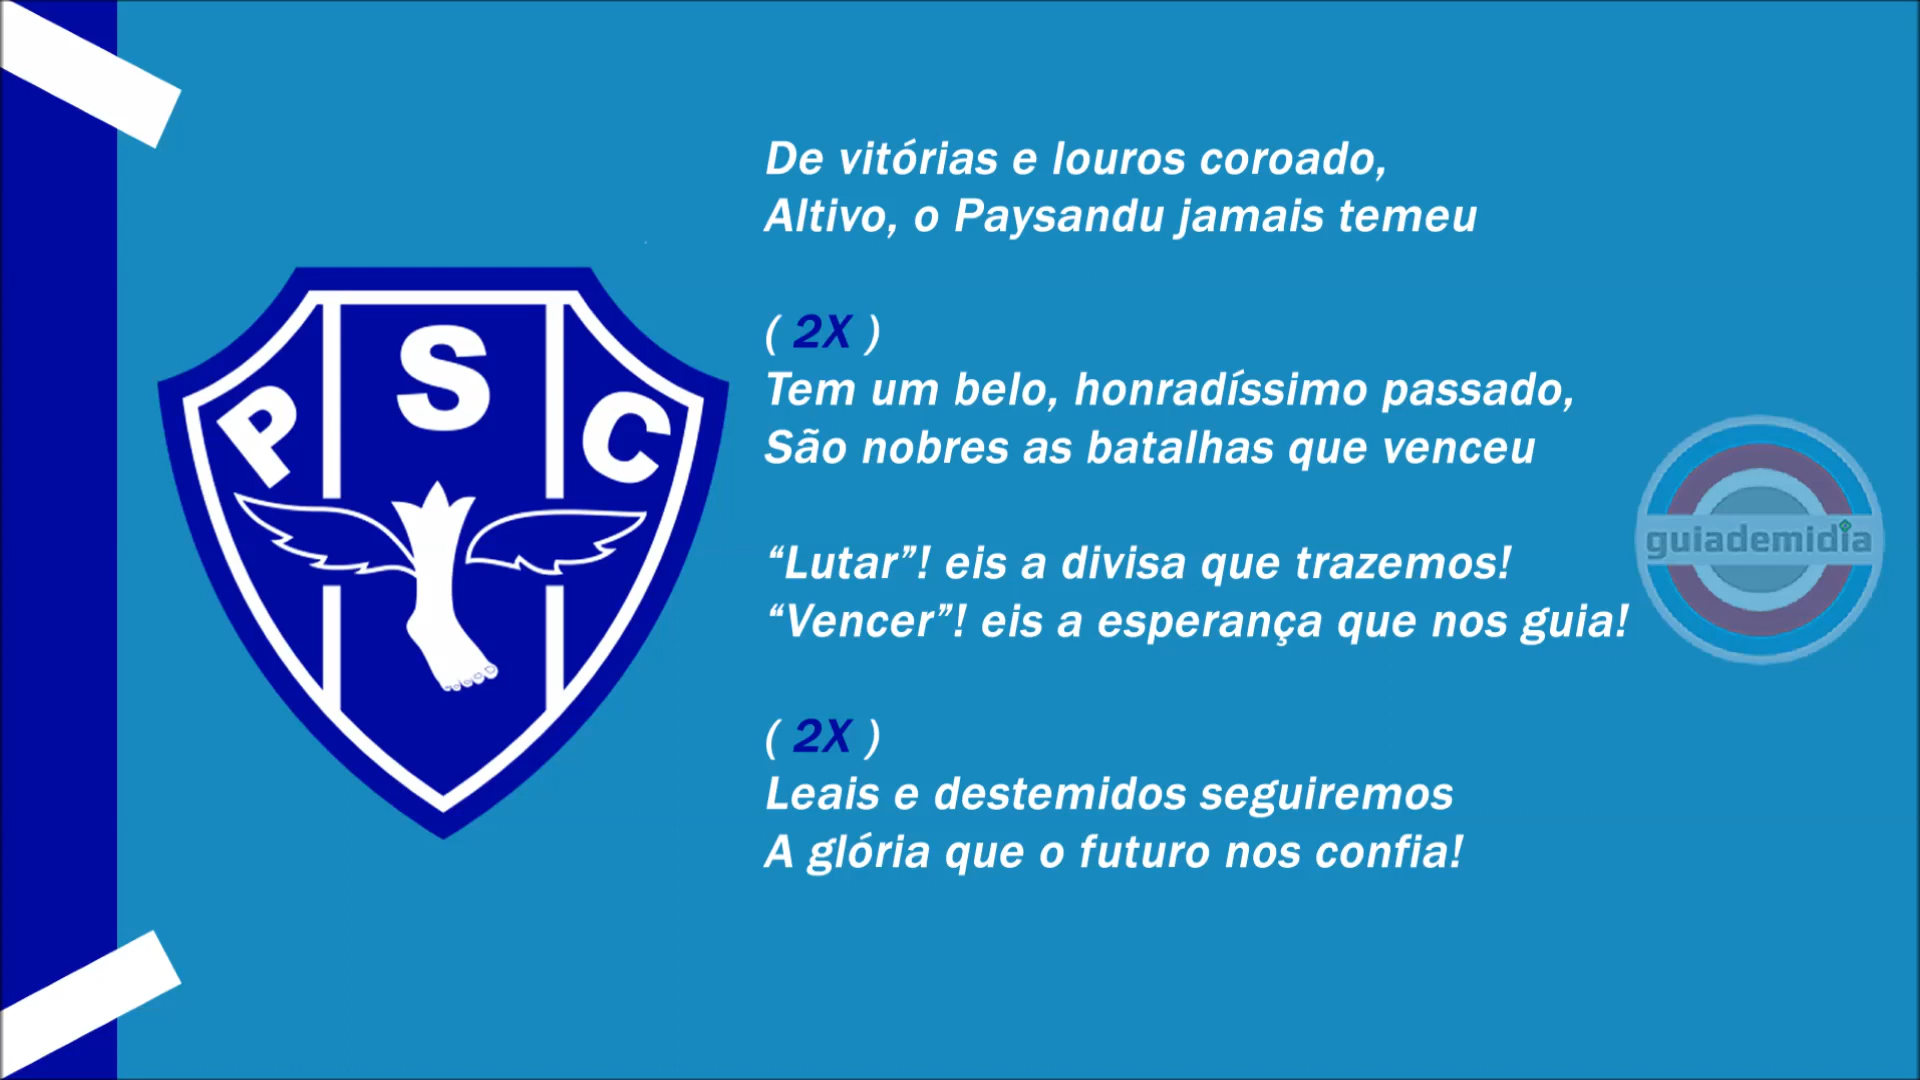 P S C
De vitórias e louros coroado,
Altivo, o Paysandu jamais temeu
( 2X )
Tem um belo, honradíssimo passado,
São nobres as batalhas que venceu
“Lutar”! eis a divisa que trazemos!
“Vencer”! eis a esperança que nos guia!
( 2X )
Leais e destemidos seguiremos
A glória que o futuro nos confia!
guiademidia